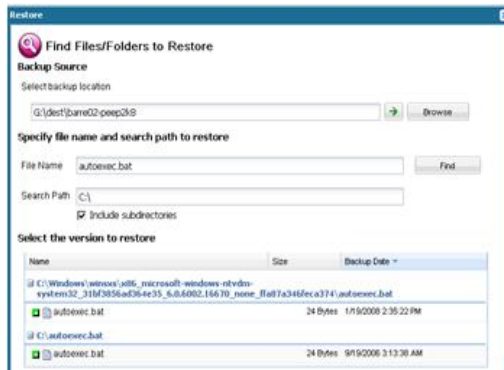 Restore
Find Files/Folders to Restore
Backup Source
Select backup location
G:\dest\barre02-peep2k8
Browse
Specify file name and search path to restore
File Name
autoexec.bat
Find
Search Path
C:\
Include subdirectories
Select the version to restore
Name Size Backup Date
C:\Windows\winsxs\x86_microsoft-windows-ntvdm-
system32_31bf3856ad364e35_6.0.6002.16670_none_ffa87a346feca374\autoexec.bat
autoexec.bat 24 Bytes 1/19/2008 2:35:22 PM
C:\autoexec.bat
autoexec.bat 24 Bytes 9/19/2006 3:13:38 AM